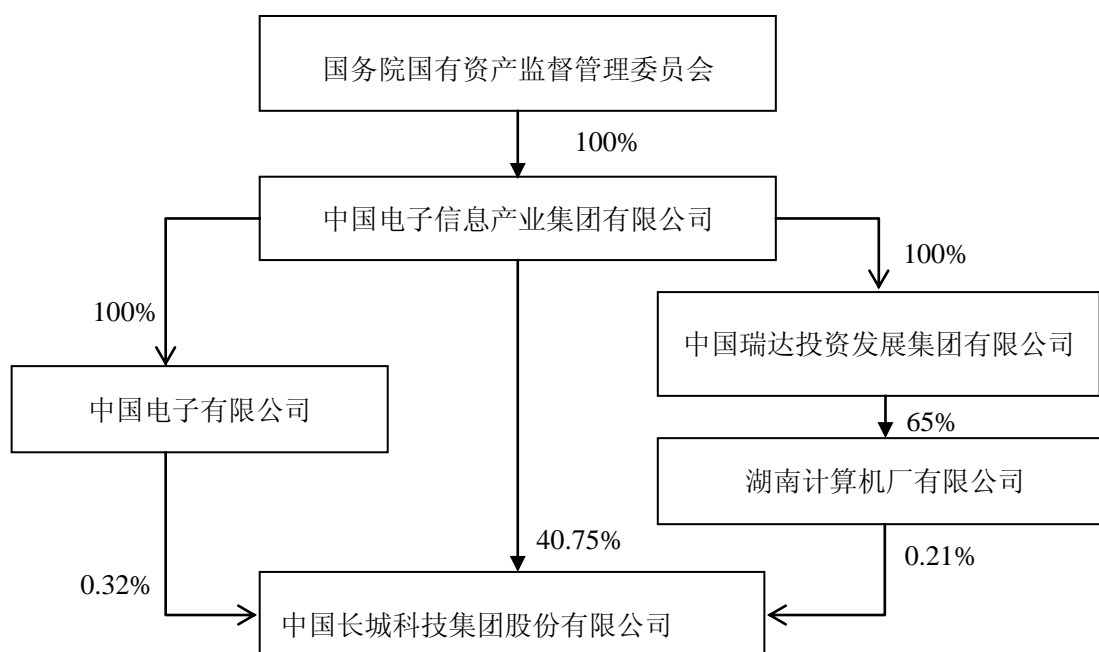 国务院国有资产监督管理委员会
100%
中国电子信息产业集团有限公司
100%
100%
中国瑞达投资发展集团有限公司
中国电子有限公司
65%
湖南计算机厂有限公司
40.75%
0.21%
0.32%
中国长城科技集团股份有限公司